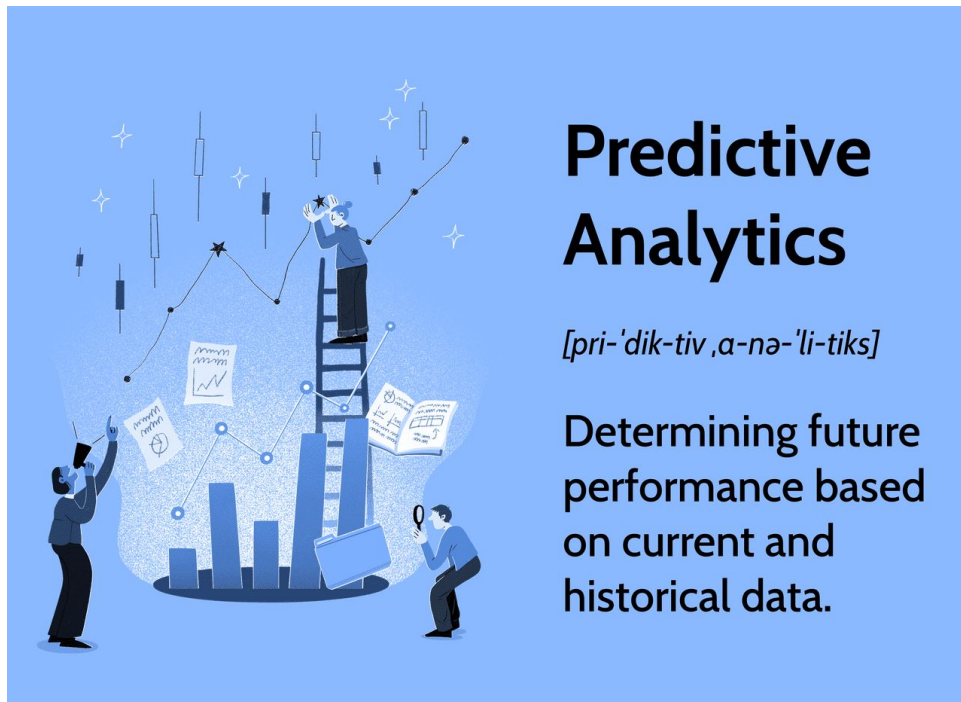 Predictive
Analytics
[pri-ˈdik-tiv ˌa-nə-ˈli-tiks]
Determining future
performance based
on current and
historical data.